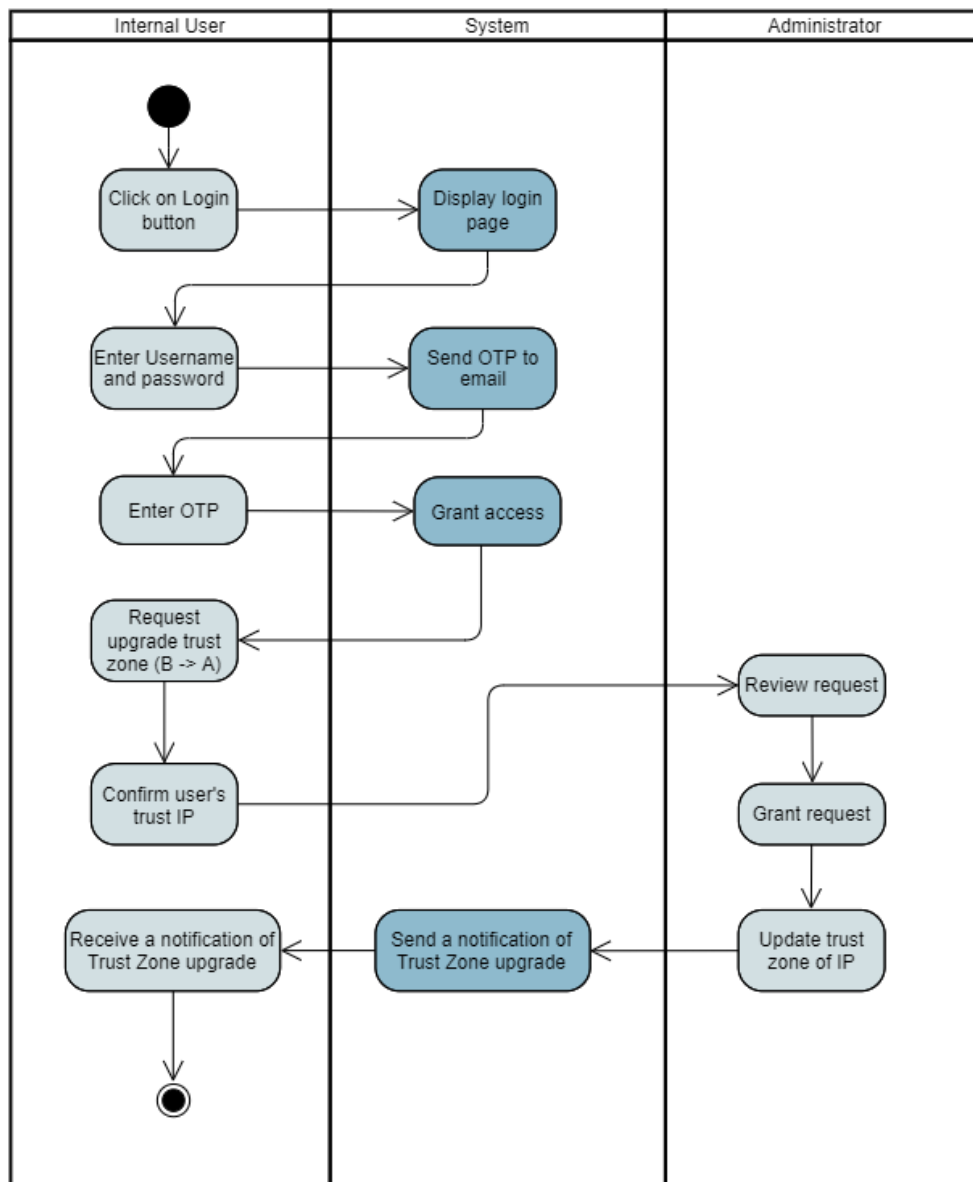 Internal User
System
Administrator
Click on Login
button
Display login
page
Enter Username
and password
Send OTP to
email
Enter OTP
Grant access
Request
upgrade trust
zone (B -> A)
Review request
Confirm user's
trust IP
Grant request
Receive a notification of
Trust Zone upgrade
Send a notification of
Trust Zone upgrade
Update trust
zone of IP